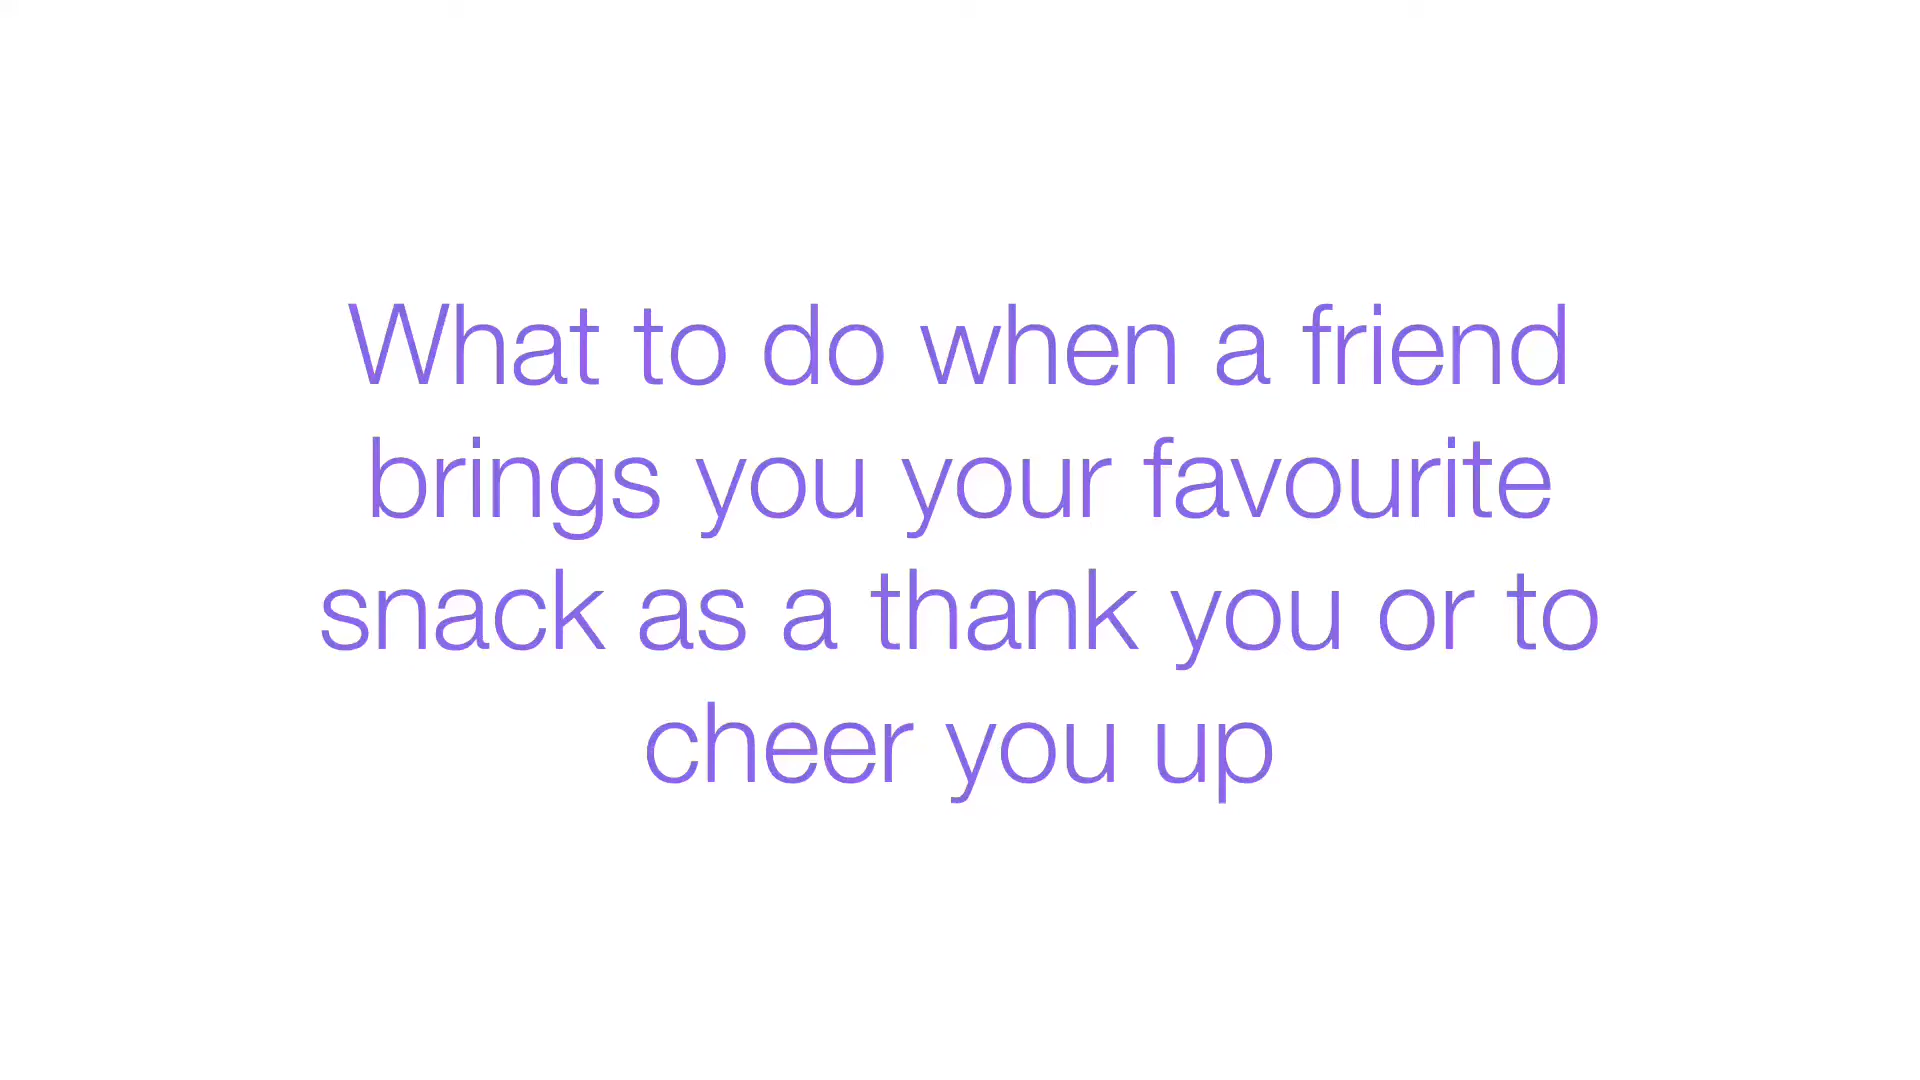 What to do when a friend
brings you your favourite
snack as a thank you or to
cheer you up